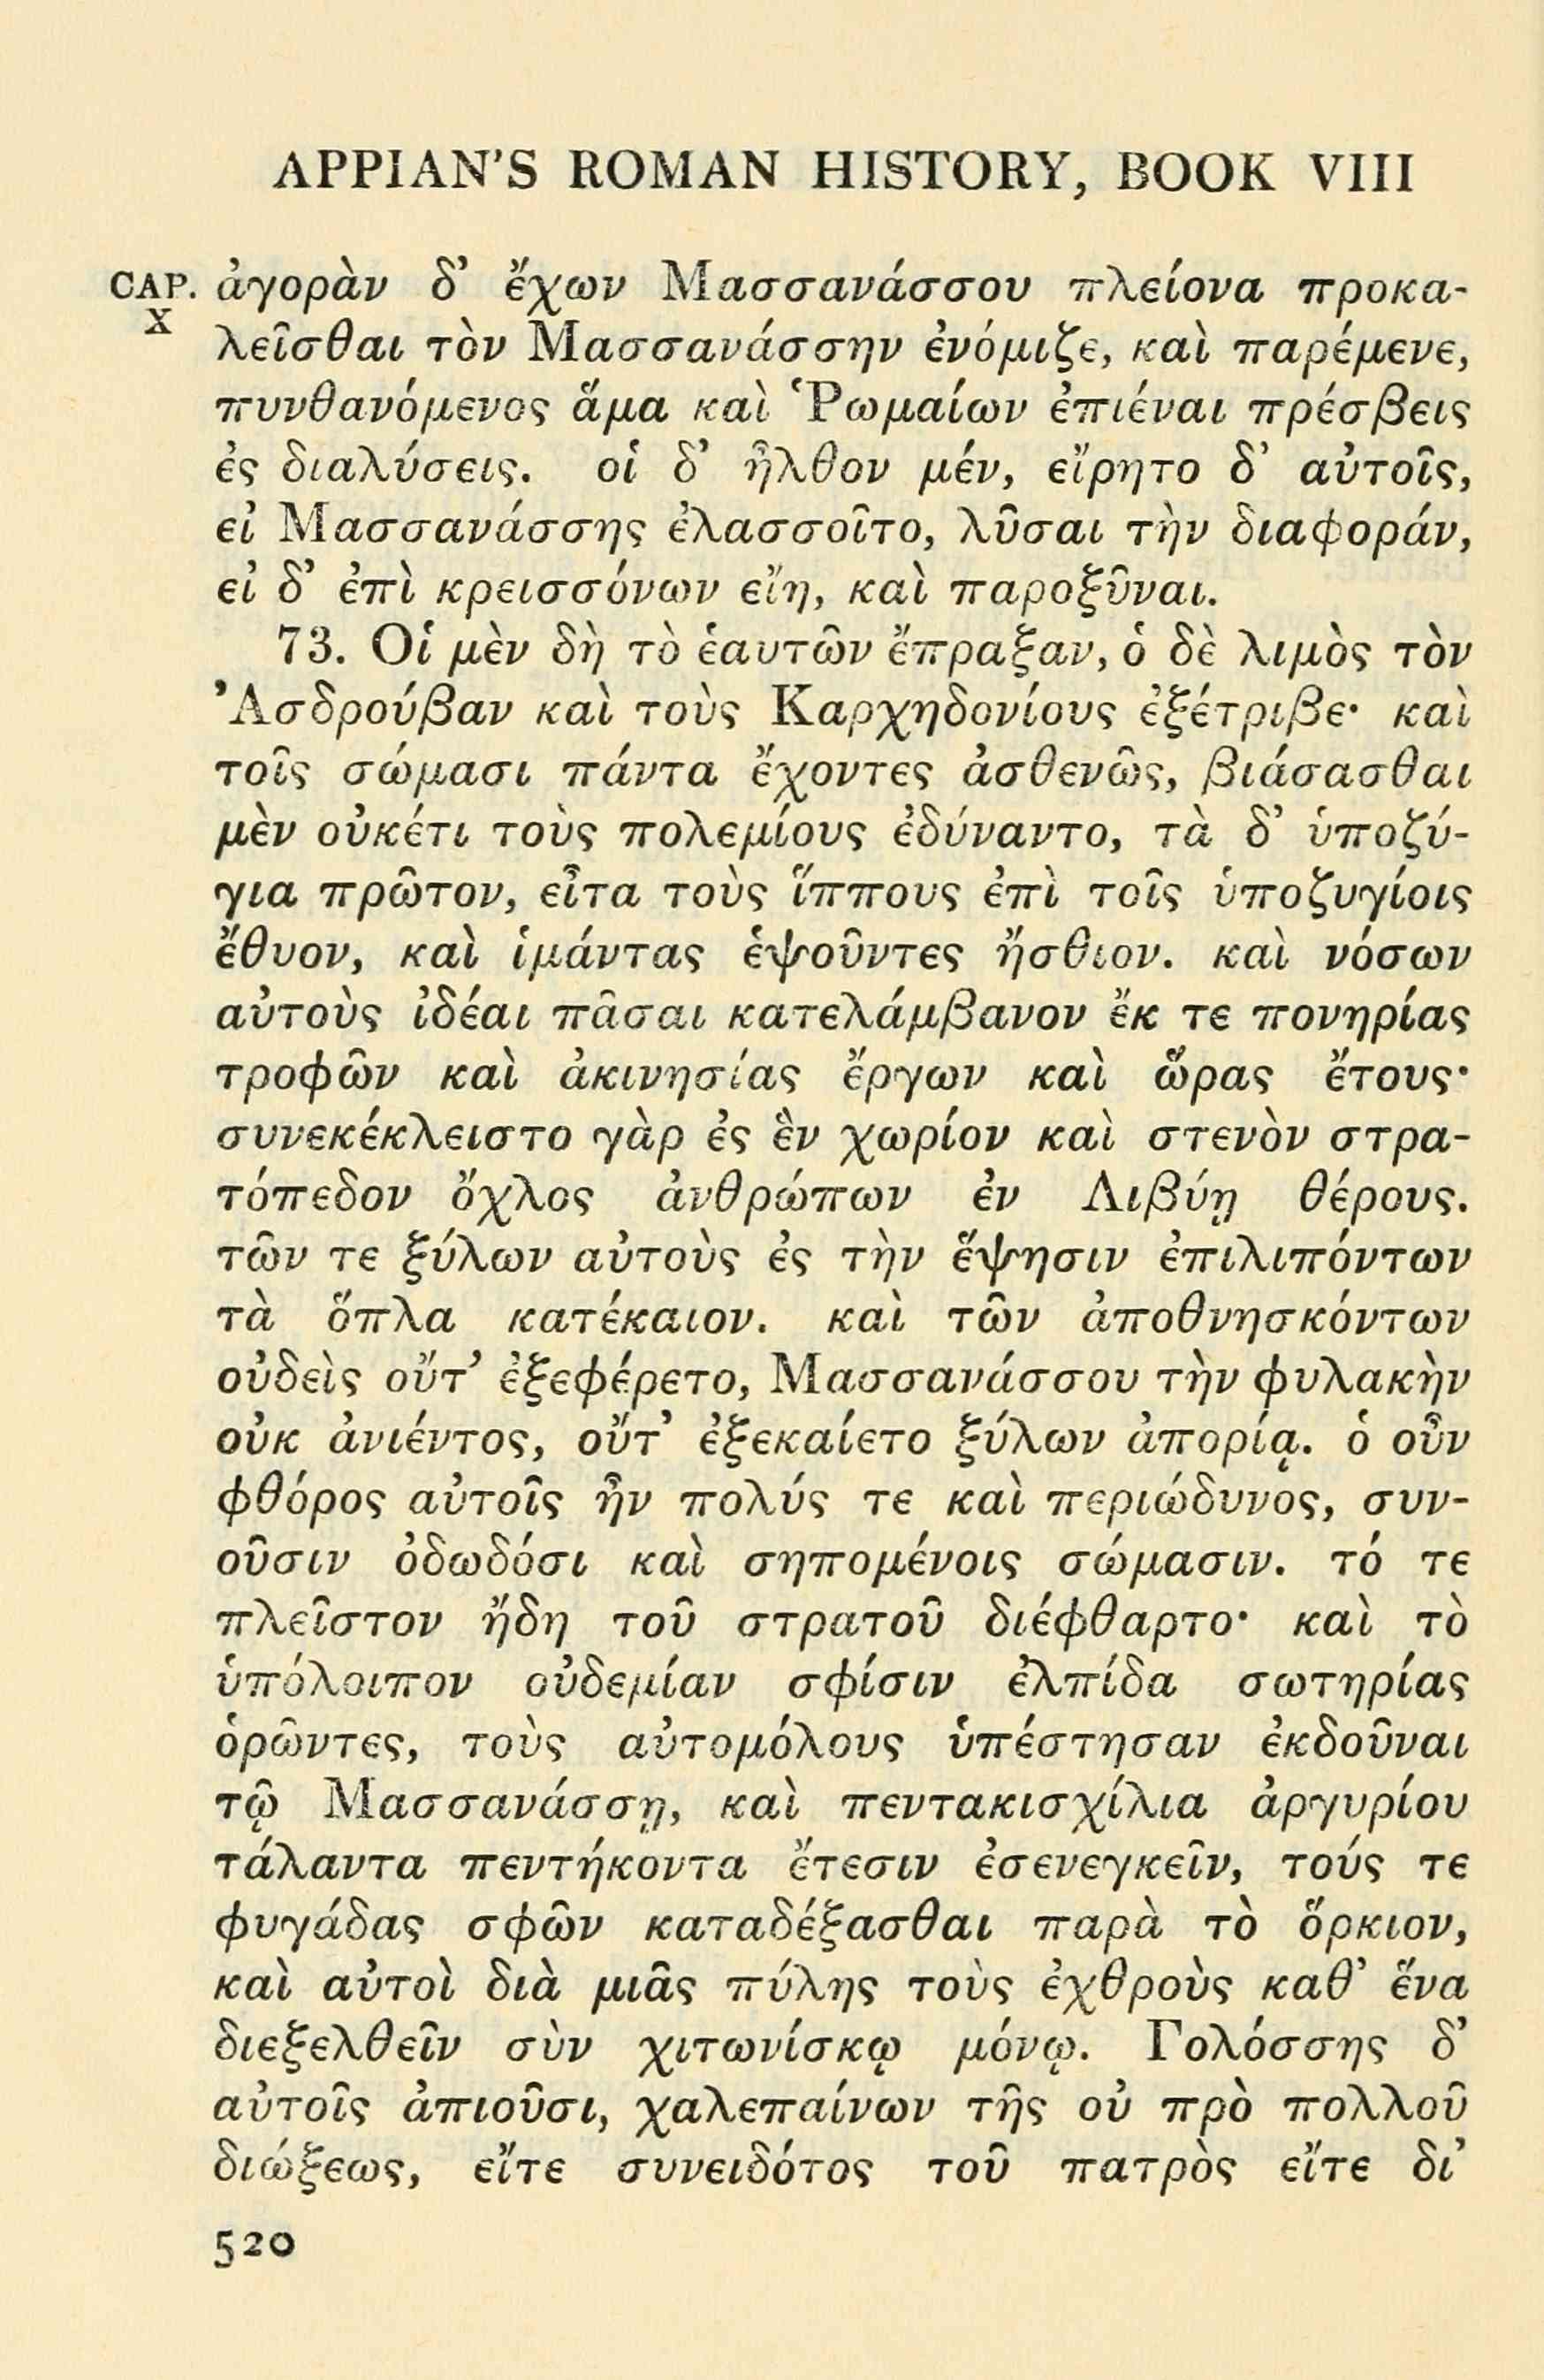 APPIAN'S ROMAN HISTORY, BOOK VIII
CAP. ἀγορὰν δ' ἔχων Μασσανάσσου πλείονα προκα-
X λεῖσθαι τὸν Μασσανάσσην ἐνόμιζε, καὶ παρέμενε,
πυνθανόμενος ἅμα καὶ Ῥωμαίων ἐπιέναι πρέσβεις
ἐς διαλύσεις. οἱ δ' ἦλθον μέν, εἴρητο δ' αὐτοῖς,
εἰ Μασσανάσσης ἐλασσοῖτο, λῦσαι τὴν διαφοράν,
εἰ δ' ἐπὶ κρεισσόνων εἴη, καὶ παροξῦναι.
73. Οἱ μὲν δὴ τὸ ἑαυτῶν ἔπραξαν, ὁ δὲ λιμὸς τὸν
Ἀσδρούβαν καὶ τοὺς Καρχηδονίους ἐξέτριβε· καὶ
τοῖς σώμασι πάντα ἔχοντες ἀσθενῶς, βιάσασθαι
μὲν οὐκέτι τοὺς πολεμίους ἐδύναντο, τὰ δ' ὑποζύ-
για πρῶτον, εἶτα τοὺς ἵππους ἐπὶ τοῖς ὑποζυγίοις
ἔθυον, καὶ ἱμάντας ἑψοῦντες ἤσθιον. καὶ νόσων
αὐτοὺς ἰδέαι πᾶσαι κατελάμβανον ἔκ τε πονηρίας
τροφῶν καὶ ἀκινησίας ἔργων καὶ ὥρας ἔτους·
συνεκέκλειστο γὰρ ἐς ἓν χωρίον καὶ στενὸν στρα-
τόπεδον ὄχλος ἀνθρώπων ἐν Λιβύῃ θέρους.
τῶν τε ξύλων αὐτοὺς ἐς τὴν ἕψησιν ἐπιλιπόντων
τὰ ὅπλα κατέκαιον. καὶ τῶν ἀποθνησκόντων
οὐδεὶς οὔτ' ἐξεφέρετο, Μασσανάσσου τὴν φυλακὴν
οὐκ ἀνιέντος, οὔτ' ἐξεκαίετο ξύλων ἀπορίᾳ. ὁ οὖν
φθόρος αὐτοῖς ἦν πολύς τε καὶ περιώδυνος, συν-
οῦσιν ὀδωδόσι καὶ σηπομένοις σώμασιν. τό τε
πλεῖστον ἤδη τοῦ στρατοῦ διέφθαρτο· καὶ τὸ
ὑπόλοιπον οὐδεμίαν σφίσιν ἐλπίδα σωτηρίας
ὁρῶντες, τοὺς αὐτομόλους ὑπέστησαν ἐκδοῦναι
τῷ Μασσανάσσῃ, καὶ πεντακισχίλια ἀργυρίου
τάλαντα πεντήκοντα ἔτεσιν ἐσενεγκεῖν, τούς τε
φυγάδας σφῶν καταδέξασθαι παρὰ τὸ ὅρκιον,
καὶ αὐτοὶ διὰ μιᾶς πύλης τοὺς ἐχθροὺς καθ' ἕνα
διεξελθεῖν σὺν χιτωνίσκῳ μόνῳ. Γολόσσης δ'
αὐτοῖς ἀπιοῦσι, χαλεπαίνων τῆς οὐ πρὸ πολλοῦ
διώξεως, εἴτε συνειδότος τοῦ πατρὸς εἴτε δι'
520